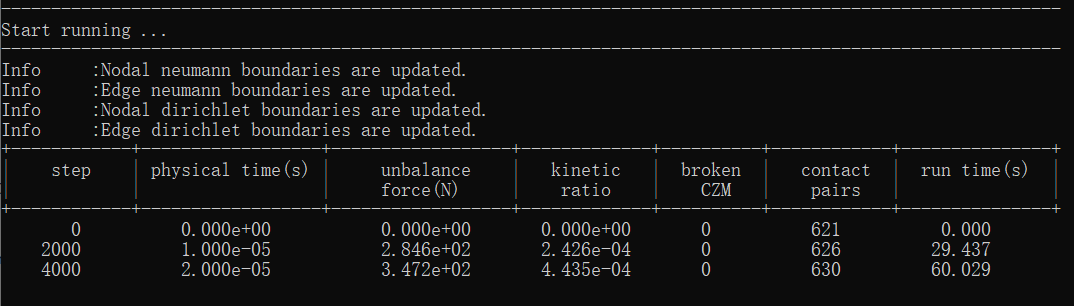 Start running ...
Info :Nodal neumann boundaries are updated.
Info :Edge neumann boundaries are updated.
Info :Nodal dirichlet boundaries are updated.
Info :Edge dirichlet boundaries are updated.
step physical time(s) unbalance force(N) kinetic ratio broken CZM contact pairs run time(s)
0 0.000e+00 0.000e+00 0.000e+00 0 621 0.000
2000 1.000e-05 2.846e+02 2.426e-04 0 626 29.437
4000 2.000e-05 3.472e+02 4.435e-04 0 630 60.029